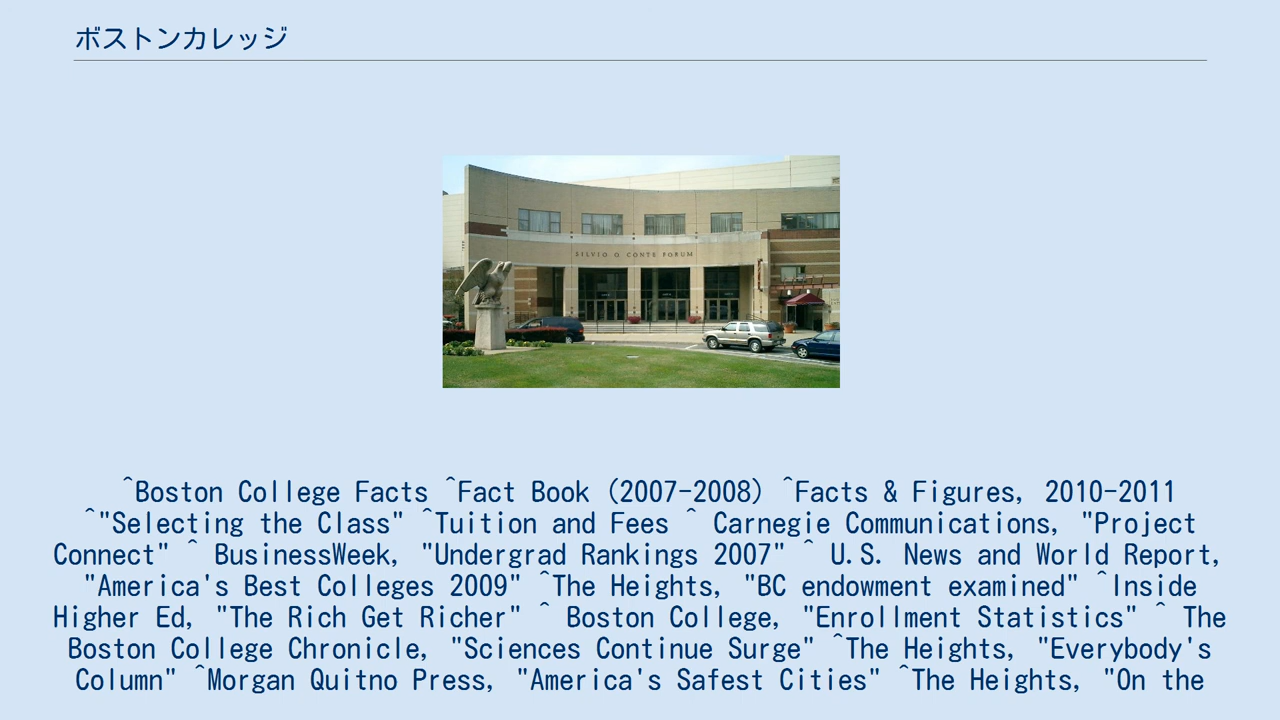 ボストンカレッジ
SILVIO O CONTE FORUM
^Boston College Facts ^Fact Book (2007-2008) ^Facts & Figures, 2010-2011
^"Selecting the Class" ^Tuition and Fees ^ Carnegie Communications, "Project
Connect" ^ BusinessWeek, "Undergrad Rankings 2007" ^ U.S. News and World Report,
"America's Best Colleges 2009" ^The Heights, "BC endowment examined" ^Inside
Higher Ed, "The Rich Get Richer" ^ Boston College, "Enrollment Statistics" ^ The
Boston College Chronicle, "Sciences Continue Surge" ^The Heights, "Everybody's
Column" ^Morgan Quitno Press, "America's Safest Cities" ^The Heights, "On the